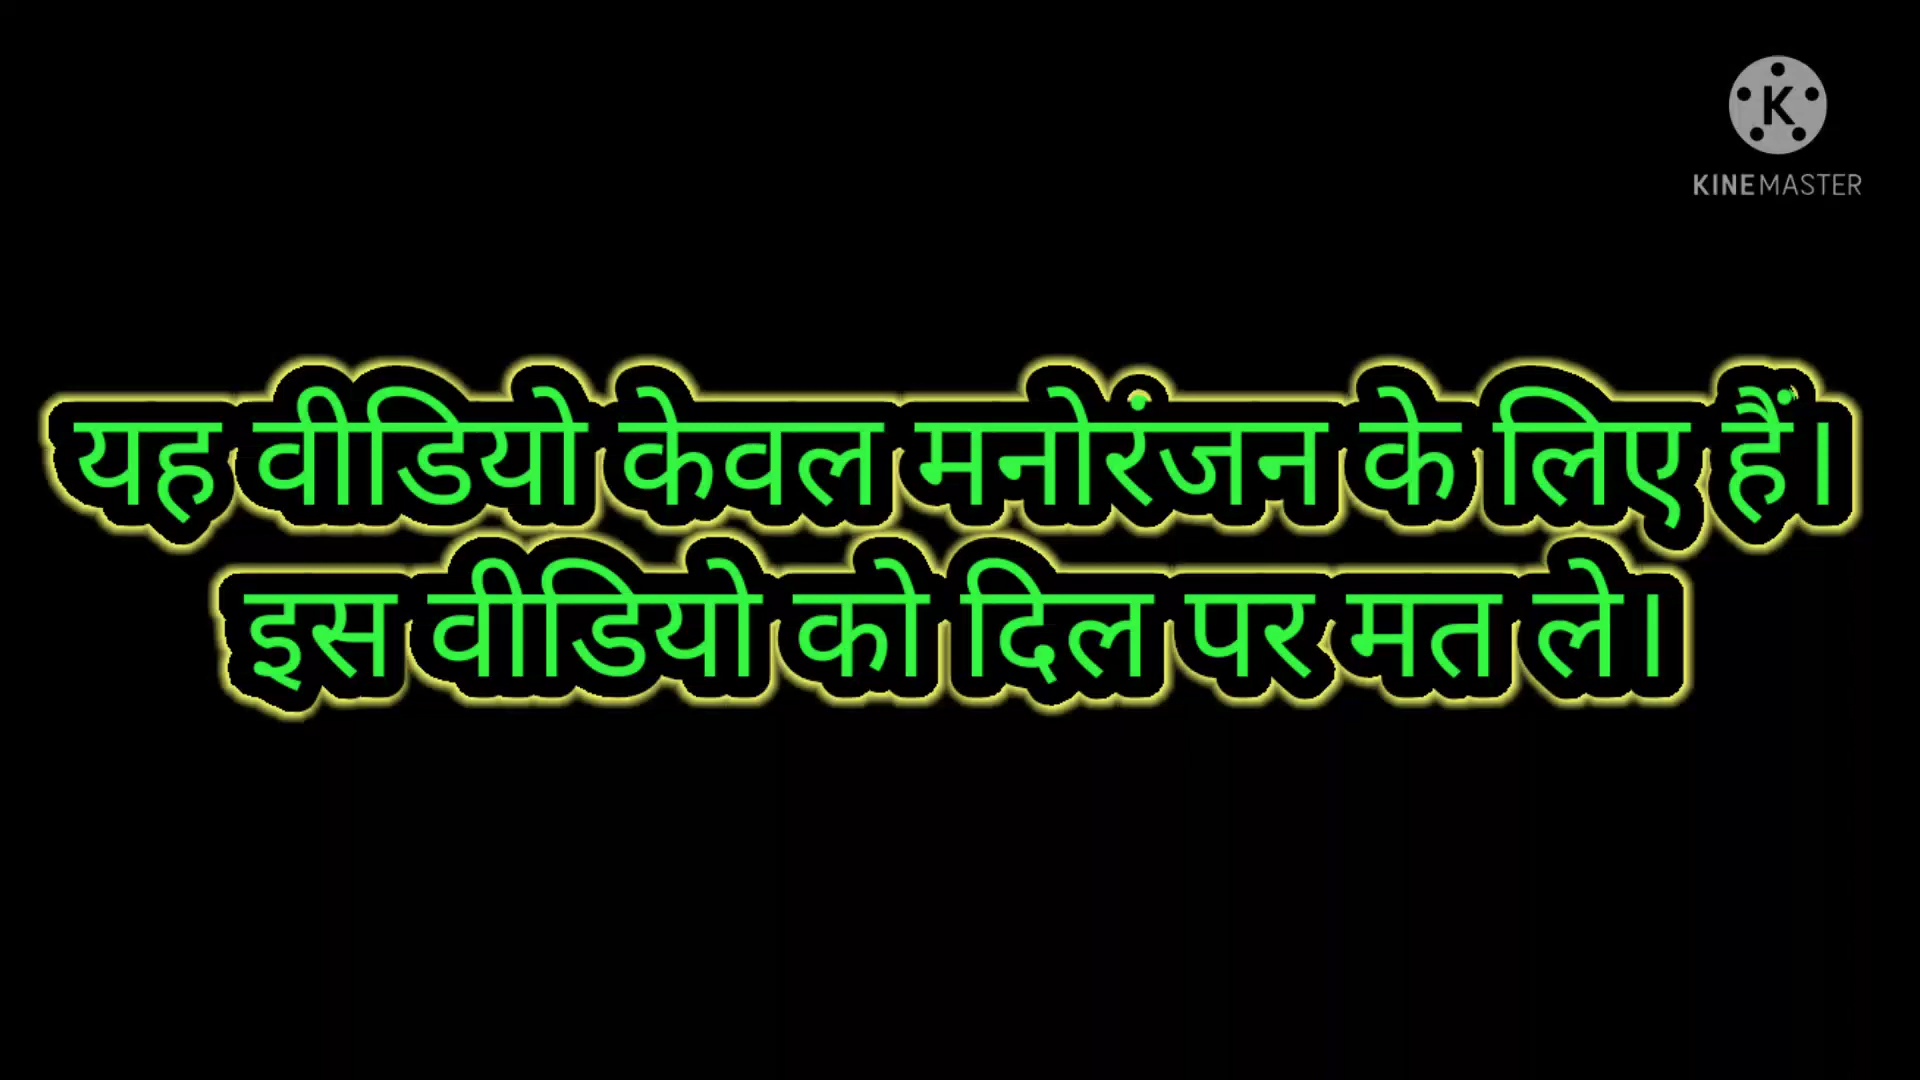 KINEMASTER
यह वीडियो केवल मनोरंजन के लिए हैं।
इस वीडियो को दिल पर मत ले।